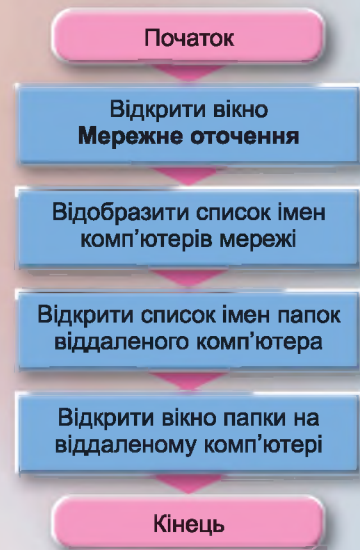 Початок
Відкрити вікно
Мережне оточення
Відобразити список імен
комп'ютерів мережі
Відкрити список імен папок
віддаленого комп'ютера
Відкрити вікно папки на
віддаленому комп'ютері
Кінець